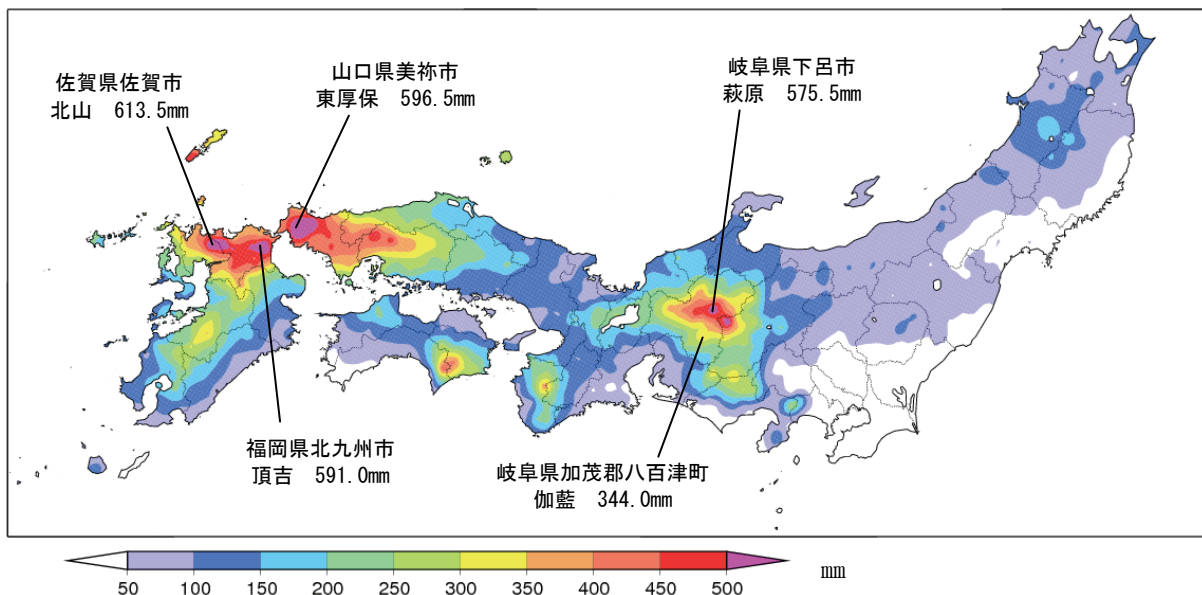 佐賀県佐賀市
北山 613.5mm
山口県美祢市
東厚保 596.5mm
岐阜県下呂市
萩原 575.5mm
福岡県北九州市
頂吉 591.0mm
岐阜県加茂郡八百津町
伽藍 344.0mm
50 100 150 200 250 300 350 400 450 500 mm